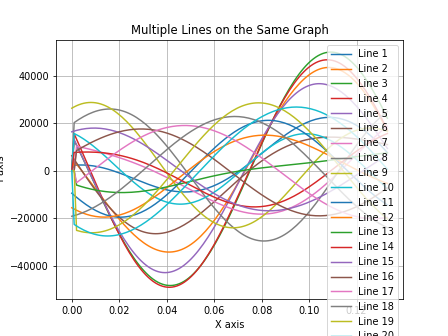 Multiple Lines on the Same Graph
40000
20000
0
−20000
−40000
axis
0.00
0.02
0.04
0.06
0.08
0.10
X axis
Line 1
Line 2
Line 3
Line 4
Line 5
Line 6
Line 7
Line 8
Line 9
Line 10
Line 11
Line 12
Line 13
Line 14
Line 15
Line 16
Line 17
Line 18
Line 19
Line 20